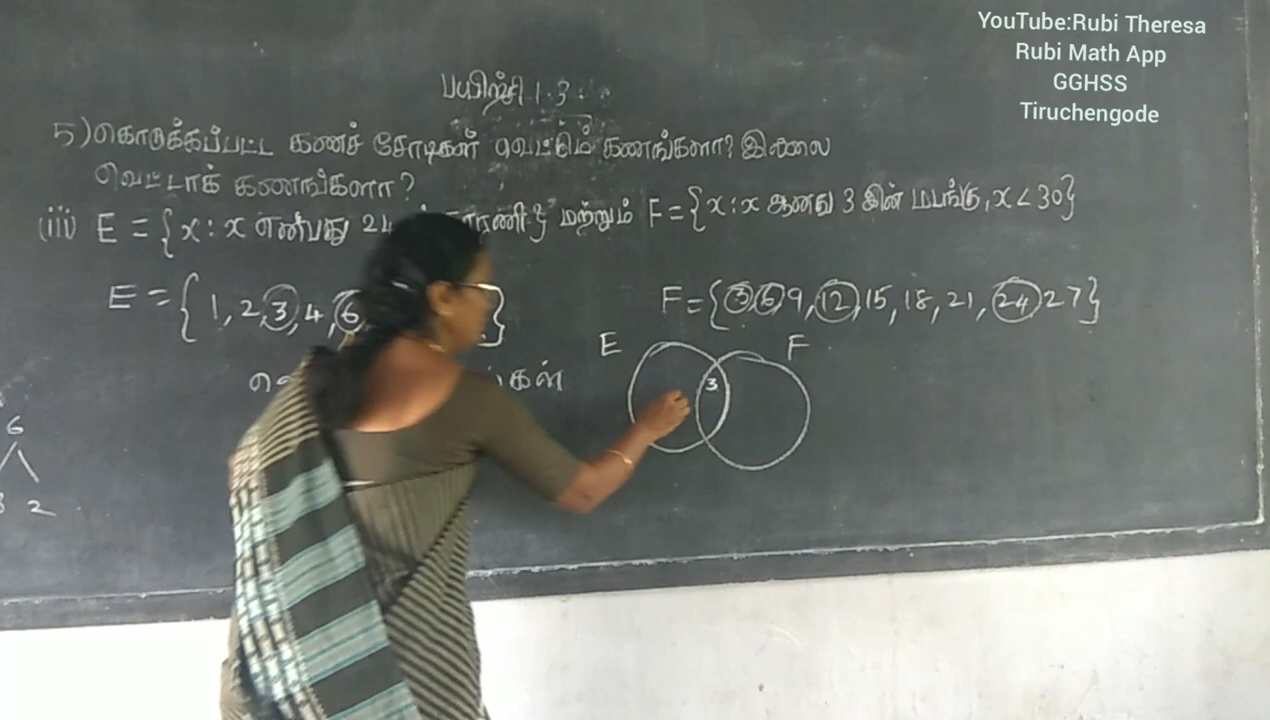 YouTube:Rubi Theresa
Rubi Math App
GGHSS
Tiruchengode
பயிற்சி 1.3
5) கொடுக்கப்பட்ட கணச் சோடிகள் வெட்டும் கணங்களா? இல்லை
வெட்டாக் கணங்களா?
(iii) E = {x : x என்பது 24 காரணி} மற்றும் F = {x : x ஆனது 3 இன் மடங்கு, x < 30}
E = {1, 2, 3, 4, 6, } F = {3, 6, 9, 12, 15, 18, 21, 24 27}
E F
3
6
2